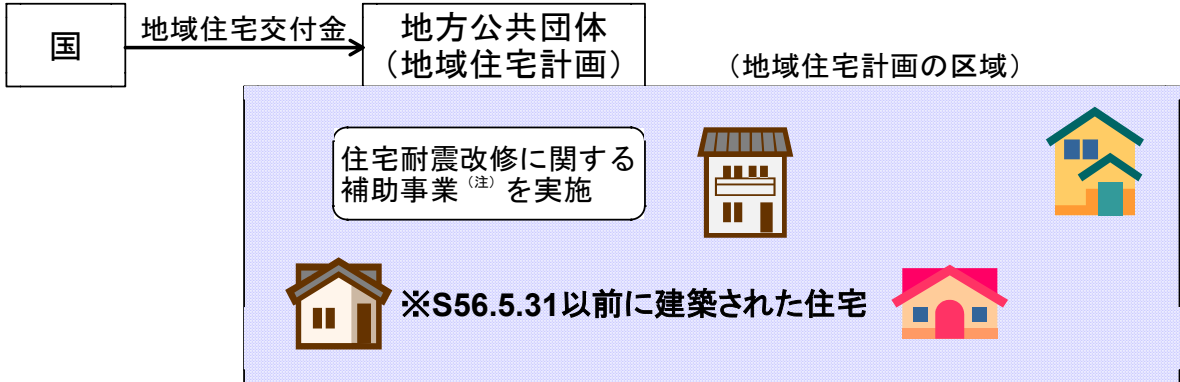 国
地域住宅交付金
地方公共団体
（地域住宅計画）
（地域住宅計画の区域）
住宅耐震改修に関する
補助事業（注）を実施
※S56.5.31以前に建築された住宅